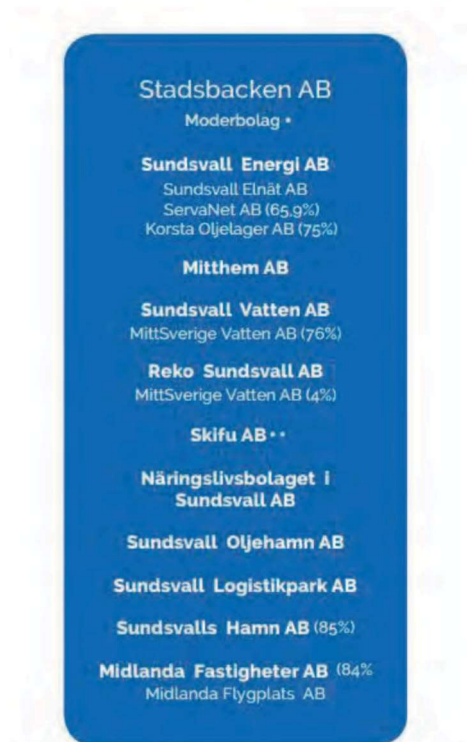 Stadsbacken AB
Moderbolag *
Sundsvall Energi AB
Sundsvall Elnät AB
ServaNet AB (65,9%)
Korsta Oljelager AB (75%)
Mitthem AB
Sundsvall Vatten AB
MittSverige Vatten AB (76%)
Reko Sundsvall AB
MittSverige Vatten AB (4%)
Skifu AB **
Näringslivsbolaget i
Sundsvall AB
Sundsvall Oljehamn AB
Sundsvall Logistikpark AB
Sundsvalls Hamn AB (85%)
Midlanda Fastigheter AB (84%
Midlanda Flygplats AB